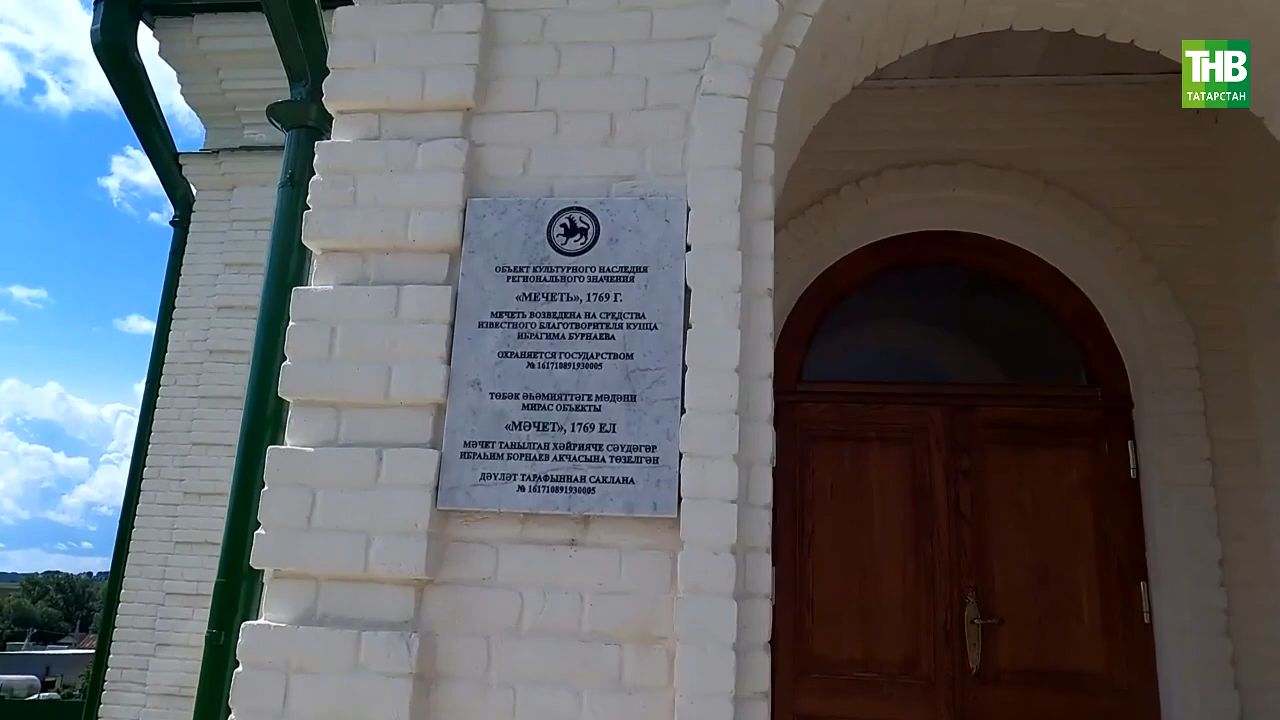 ТНВ
ТАТАРСТАН
ОБЪЕКТ КУЛЬТУРНОГО НАСЛЕДИЯ
РЕГИОНАЛЬНОГО ЗНАЧЕНИЯ
«МЕЧЕТЬ», 1769 Г.
МЕЧЕТЬ ВОЗВЕДЕНА НА СРЕДСТВА
ИЗВЕСТНОГО БЛАГОТВОРИТЕЛЯ КУПЦА
ИБРАГИМА БУРНАЕВА
ОХРАНЯЕТСЯ ГОСУДАРСТВОМ
№ 161710891930005
ТӨБӘК ӘҺӘМИЯТТӘГЕ МӘДӘНИ
МИРАС ОБЪЕКТЫ
«МӘЧЕТ», 1769 ЕЛ
МӘЧЕТ ТАНЫЛГАН ХӘЙРИЯЧЕ СӘҮДӘГӘР
ИБРАҺИМ БОРНАЕВ АКЧАСЫНА ТӨЗЕЛГӘН
ДӘҮЛӘТ ТАРАФЫННАН САКЛАНА
№ 161710891930005